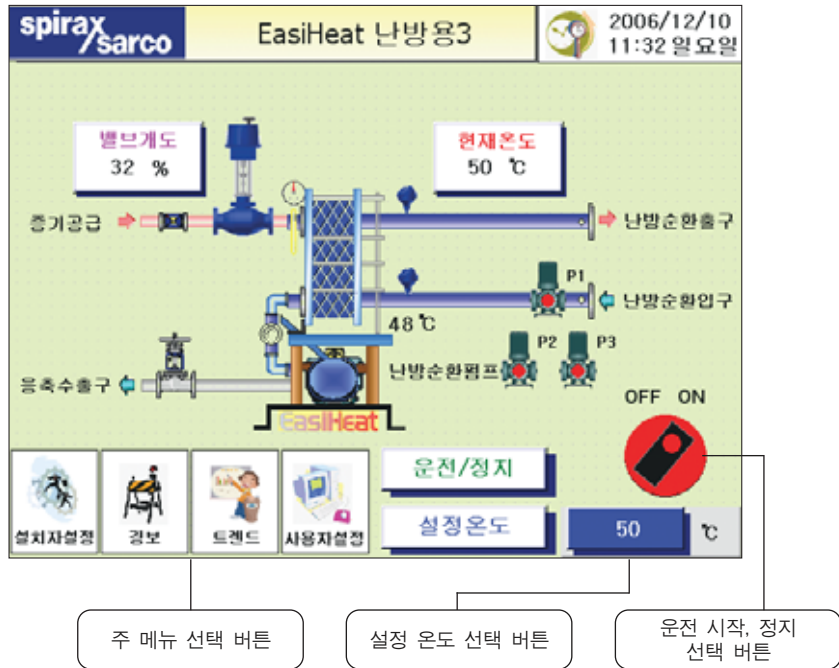 spirax
sarco
EasiHeat 난방용3
2006/12/10
11:32 일요일
밸브개도
32 %
현재온도
50 ℃
증기공급
난방순환출구
P1
난방순환입구
48℃
P2 P3
난방순환펌프
응축수출구
EasiHeat
OFF ON
운전/정지
설치자설정
경보
트렌드
사용자설정
설정온도
50
℃
주 메뉴 선택 버튼
설정 온도 선택 버튼
운전 시작, 정지
선택 버튼